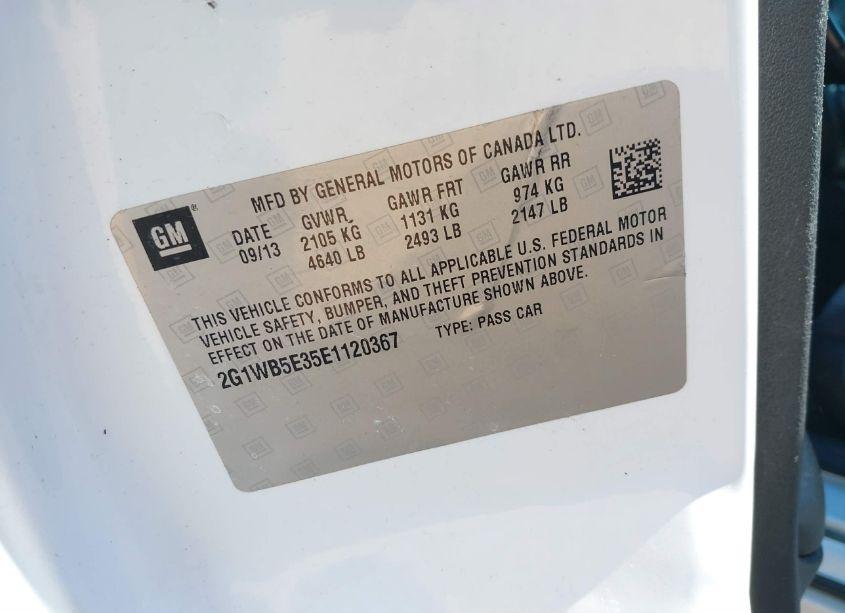 MFD BY GENERAL MOTORS OF CANADA LTD.
GM®
DATE GVWR GAWR FRT GAWR RR
09/13 2105 KG 1131 KG 974 KG
4640 LB 2493 LB 2147 LB
THIS VEHICLE CONFORMS TO ALL APPLICABLE U.S. FEDERAL MOTOR
VEHICLE SAFETY, BUMPER, AND THEFT PREVENTION STANDARDS IN
EFFECT ON THE DATE OF MANUFACTURE SHOWN ABOVE.
2G1WB5E35E1120367 TYPE: PASS CAR